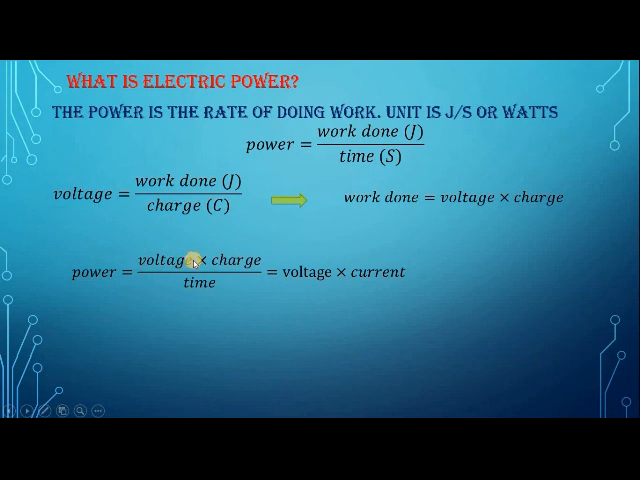 WHAT IS ELECTRIC POWER?
THE POWER IS THE RATE OF DOING WORK. UNIT IS J/S OR WATTS
power = work done (J) / time (S)
voltage = work done (J) / charge (C)
work done = voltage × charge
power = voltage × charge / time = voltage × current